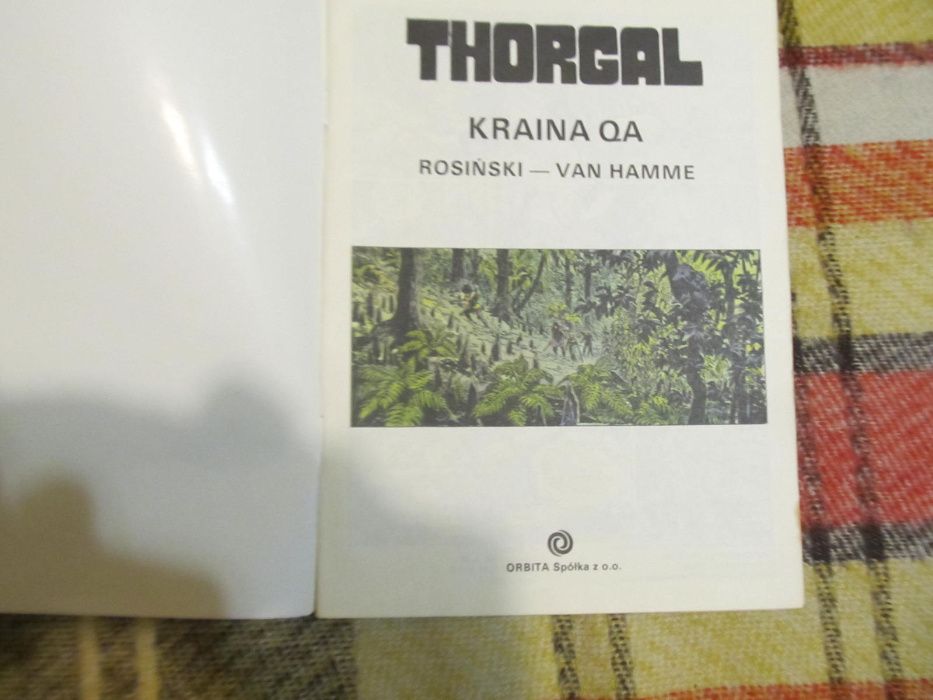 THORGAL
KRAINA QA
ROSIŃSKI — VAN HAMME
ORBITA Spółka z o.o.